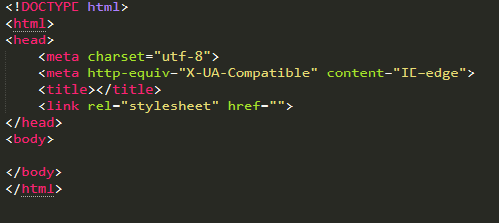 <!DOCTYPE html>
<html>
<head>
<meta charset="utf-8">
<meta http-equiv="X-UA-Compatible" content="IE=edge">
<title></title>
<link rel="stylesheet" href="">
</head>
<body>
</body>
</html>